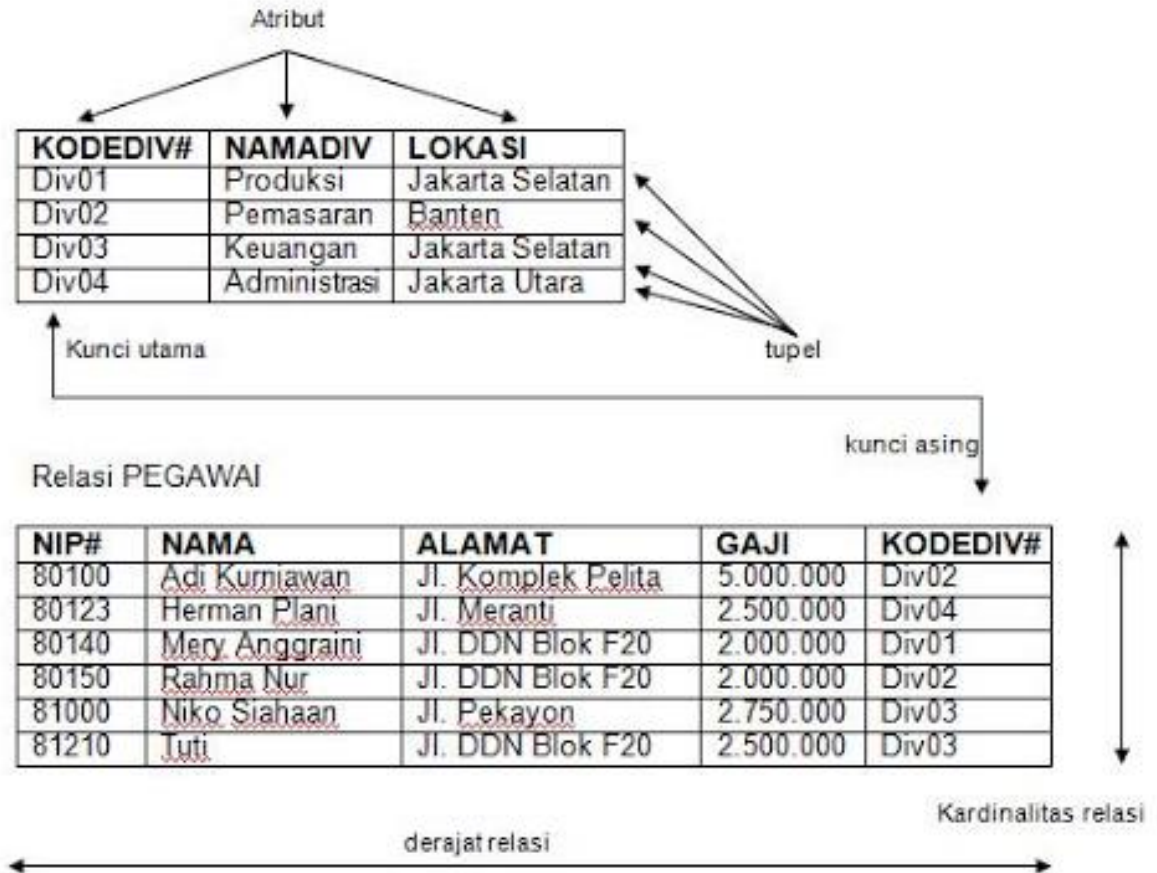 Atribut
KODEDIV# NAMADIV LOKASI
Div01 Produksi Jakarta Selatan
Div02 Pemasaran Banten
Div03 Keuangan Jakarta Selatan
Div04 Administrasi Jakarta Utara
Kunci utama
tupel
kunci asing
Relasi PEGAWAI
NIP# NAMA ALAMAT GAJI KODEDIV#
80100 Adi Kurniawan Jl. Komplek Pelita 5.000.000 Div02
80123 Herman Plani Jl. Meranti 2.500.000 Div04
80140 Mery Anggraini Jl. DDN Blok F20 2.000.000 Div01
80150 Rahma Nur Jl. DDN Blok F20 2.000.000 Div02
81000 Niko Siahaan Jl. Pekayon 2.750.000 Div03
81210 Tuti Jl. DDN Blok F20 2.500.000 Div03
Kardinalitas relasi
derajat relasi